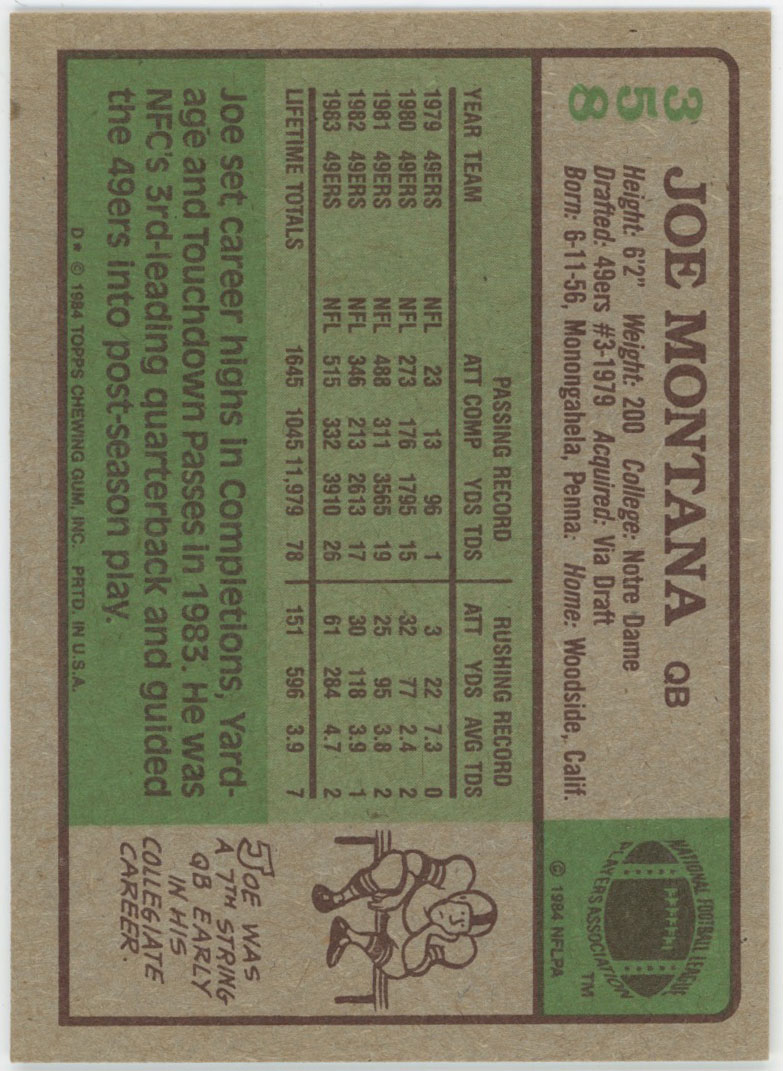 358
JOE MONTANA QB
Height: 6'2" Weight: 200 College: Notre Dame
Drafted: 49ers #3-1979 Acquired: Via Draft
Born: 6-11-56, Monongahela, Penna. Home: Woodside, Calif.
NATIONAL FOOTBALL LEAGUE
PLAYERS ASSOCIATION
TM
© 1984 NFLPA
PASSING RECORD RUSHING RECORD
YEAR TEAM ATT COMP YDS TDS ATT YDS AVG TDS
1979 49ERS NFL 23 13 96 1 3 22 7.3 0
1980 49ERS NFL 273 176 1795 15 32 77 2.4 2
1981 49ERS NFL 488 311 3565 19 25 95 3.8 2
1982 49ERS NFL 346 213 2613 17 30 118 3.9 1
1983 49ERS NFL 515 332 3910 26 61 284 4.7 2
LIFETIME TOTALS 1645 1045 11,979 78 151 596 3.9 7
Joe set career highs in Completions, Yard-
age and Touchdown Passes in 1983. He was
NFC's 3rd-leading quarterback and guided
the 49ers into post-season play.
D* © 1984 TOPPS CHEWING GUM, INC. PRTD. IN U.S.A.
JOE WAS
A 7TH STRING
QB EARLY
IN HIS
COLLEGIATE
CAREER.